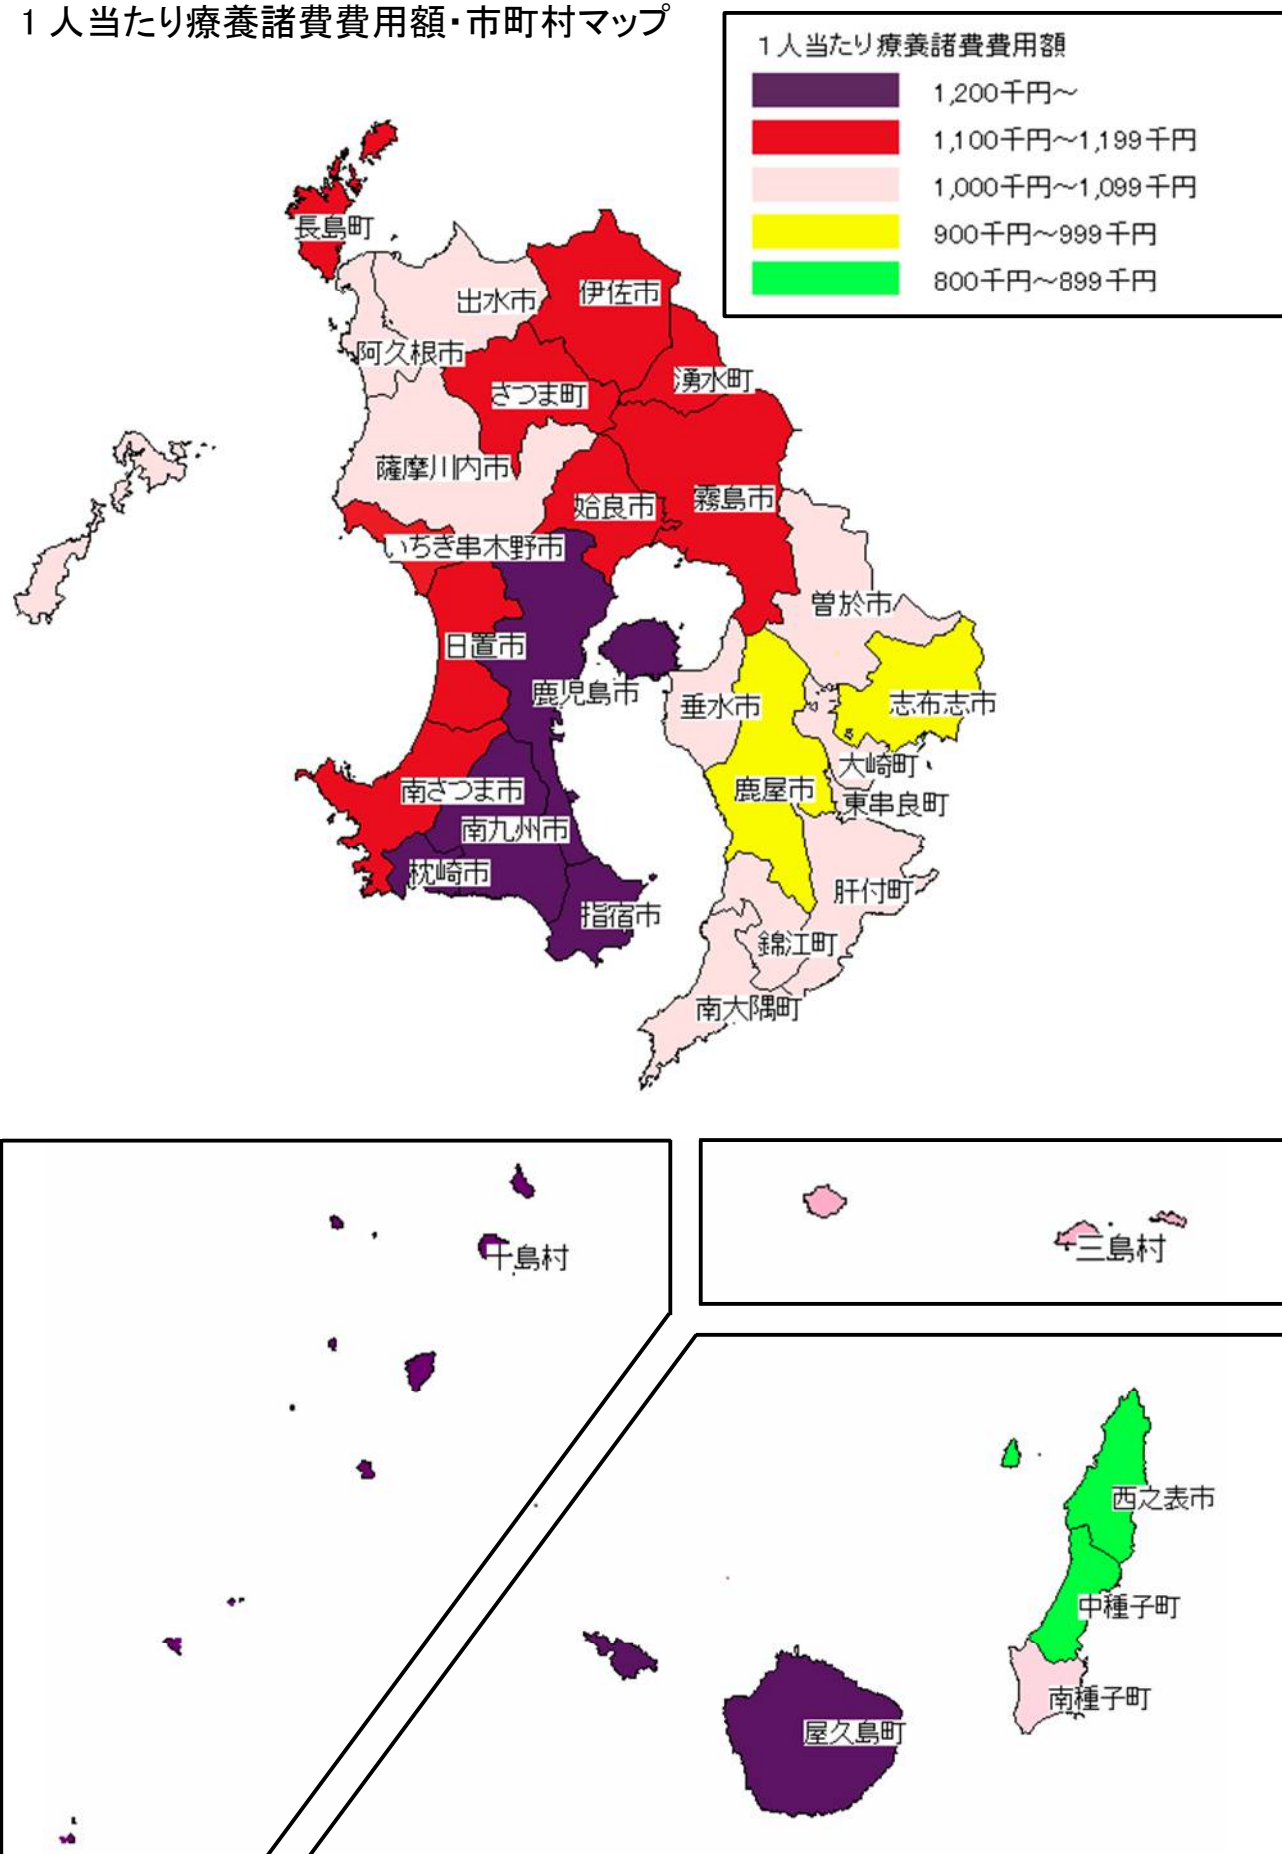 １人当たり療養諸費費用額・市町村マップ
１人当たり療養諸費費用額
1,200千円～
1,100千円～1,199千円
1,000千円～1,099千円
900千円～999千円
800千円～899千円
長島町
出水市
伊佐市
阿久根市
さつま町
湧水町
薩摩川内市
姶良市
霧島市
いちき串木野市
曽於市
日置市
鹿児島市
垂水市
志布志市
大崎町
南さつま市
鹿屋市
東串良町
南九州市
枕崎市
肝付町
指宿市
錦江町
南大隅町
十島村
三島村
西之表市
中種子町
南種子町
屋久島町